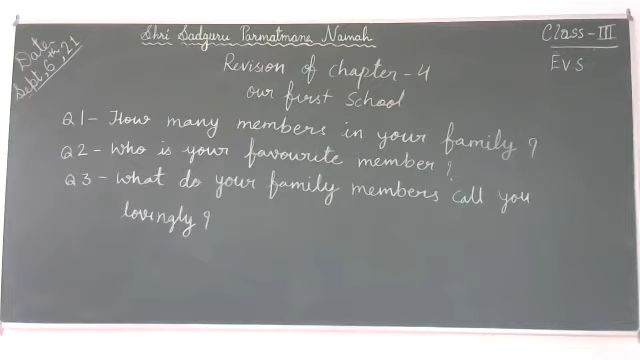 Shri Sadguru Parmatmane Namah
Class-III
EVS
Date
Sept, 6th, 21
Revision of chapter-4
our first School
Q1- How many members in your family?
Q2- Who is your favourite member?
Q3- What do your family members call you
lovingly?